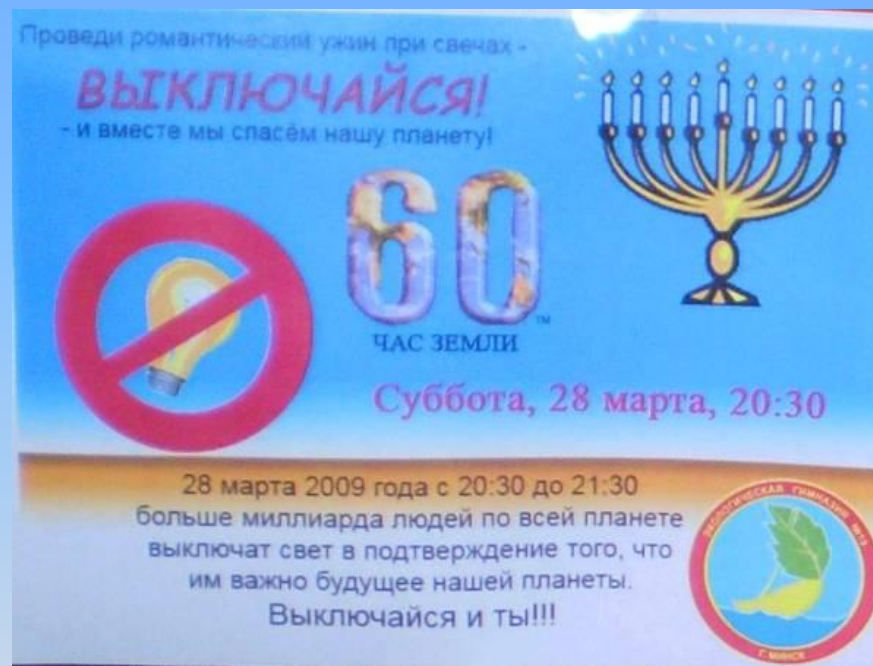 Проведи романтический ужин при свечах -
ВЫКЛЮЧАЙСЯ!
- и вместе мы спасём нашу планету!
60
TM
ЧАС ЗЕМЛИ
Суббота, 28 марта, 20:30
28 марта 2009 года с 20:30 до 21:30
больше миллиарда людей по всей планете
выключат свет в подтверждение того, что
им важно будущее нашей планеты.
Выключайся и ты!!!
ЭКОЛОГИЧЕСКАЯ ГИМНАЗИЯ №19
Г. МИНСК